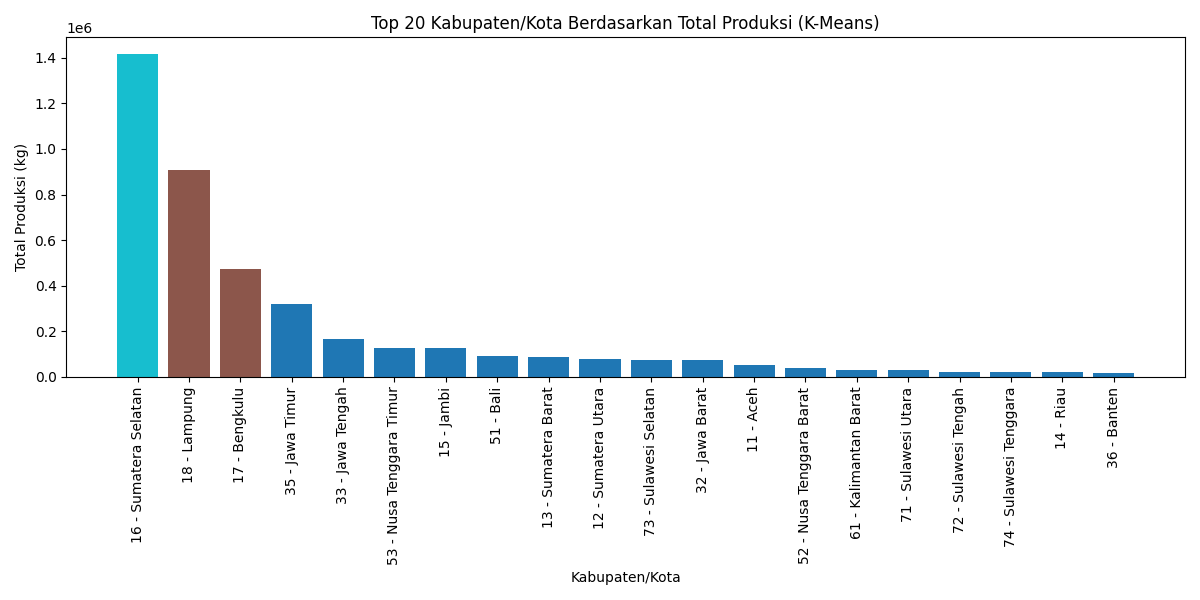 Top 20 Kabupaten/Kota Berdasarkan Total Produksi (K-Means)
1e6
Total Produksi (kg)
1.4
1.2
1.0
0.8
0.6
0.4
0.2
0.0
16 - Sumatera Selatan
18 - Lampung
17 - Bengkulu
35 - Jawa Timur
33 - Jawa Tengah
53 - Nusa Tenggara Timur
15 - Jambi
51 - Bali
13 - Sumatera Barat
12 - Sumatera Utara
73 - Sulawesi Selatan
32 - Jawa Barat
11 - Aceh
52 - Nusa Tenggara Barat
61 - Kalimantan Barat
71 - Sulawesi Utara
72 - Sulawesi Tengah
74 - Sulawesi Tenggara
14 - Riau
36 - Banten
Kabupaten/Kota